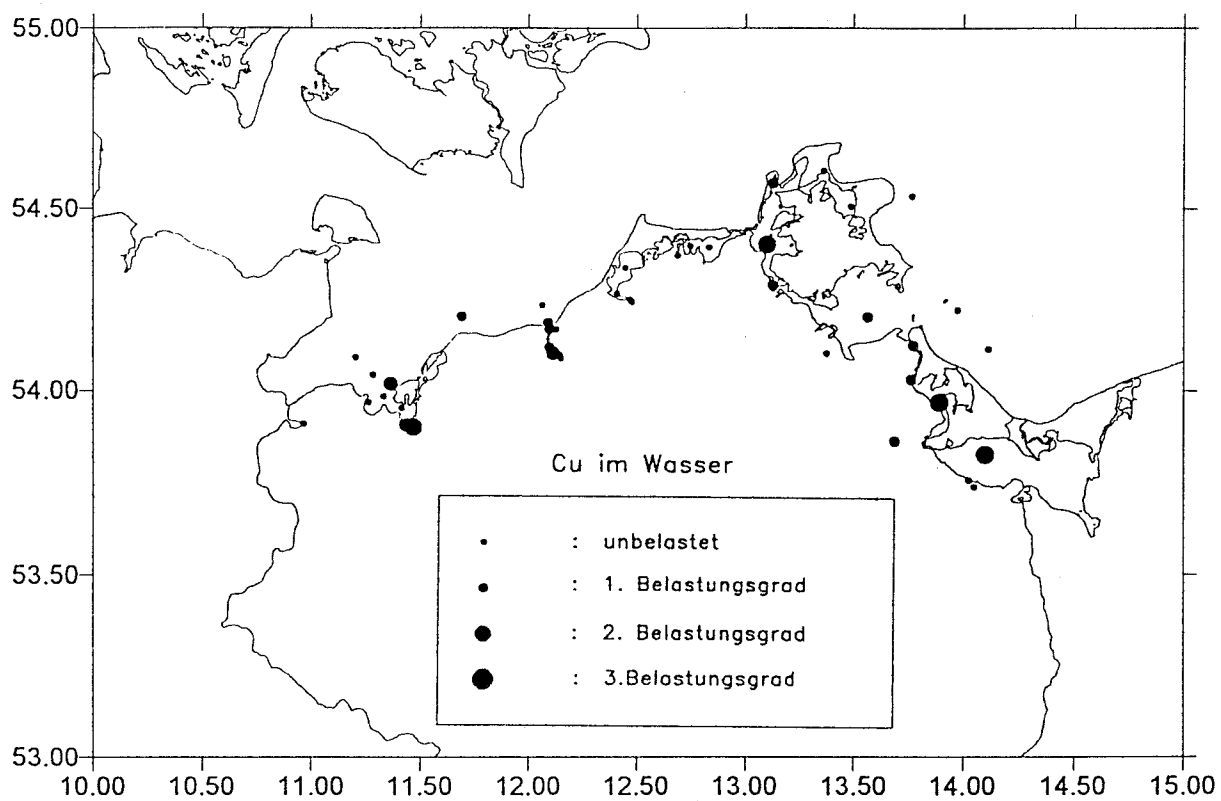 55.00
54.50
54.00
53.50
53.00
Cu im Wasser
: unbelastet
: 1. Belastungsgrad
: 2. Belastungsgrad
: 3.Belastungsgrad
10.00 10.50 11.00 11.50 12.00 12.50 13.00 13.50 14.00 14.50 15.00